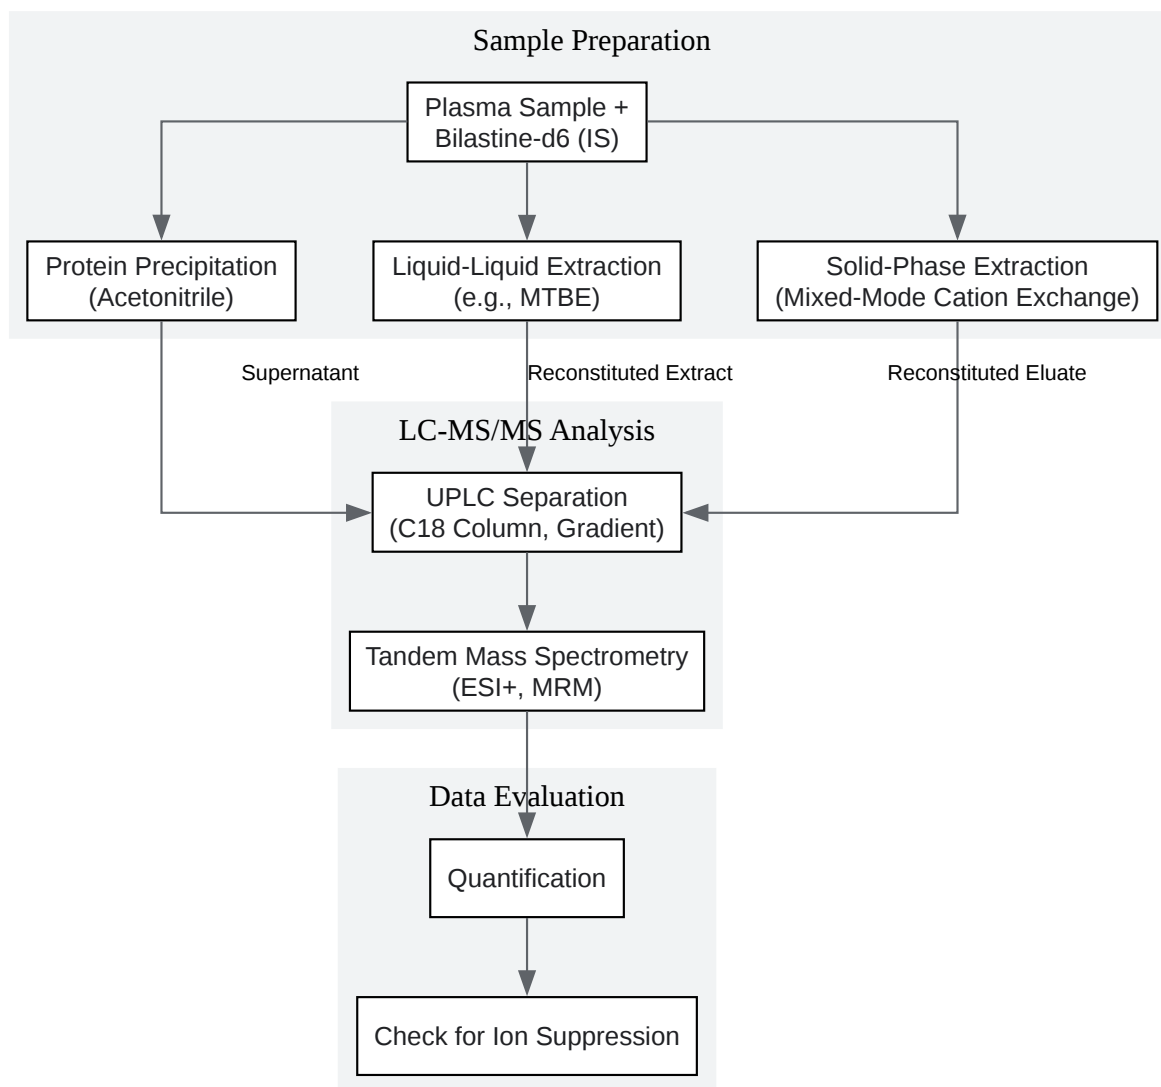 Sample Preparation
Plasma Sample +
Bilastine-d6 (IS)
Protein Precipitation
(Acetonitrile)
Liquid-Liquid Extraction
(e.g., MTBE)
Solid-Phase Extraction
(Mixed-Mode Cation Exchange)
Supernatant
Reconstituted Extract
Reconstituted Eluate
LC-MS/MS Analysis
UPLC Separation
(C18 Column, Gradient)
Tandem Mass Spectrometry
(ESI+, MRM)
Data Evaluation
Quantification
Check for Ion Suppression